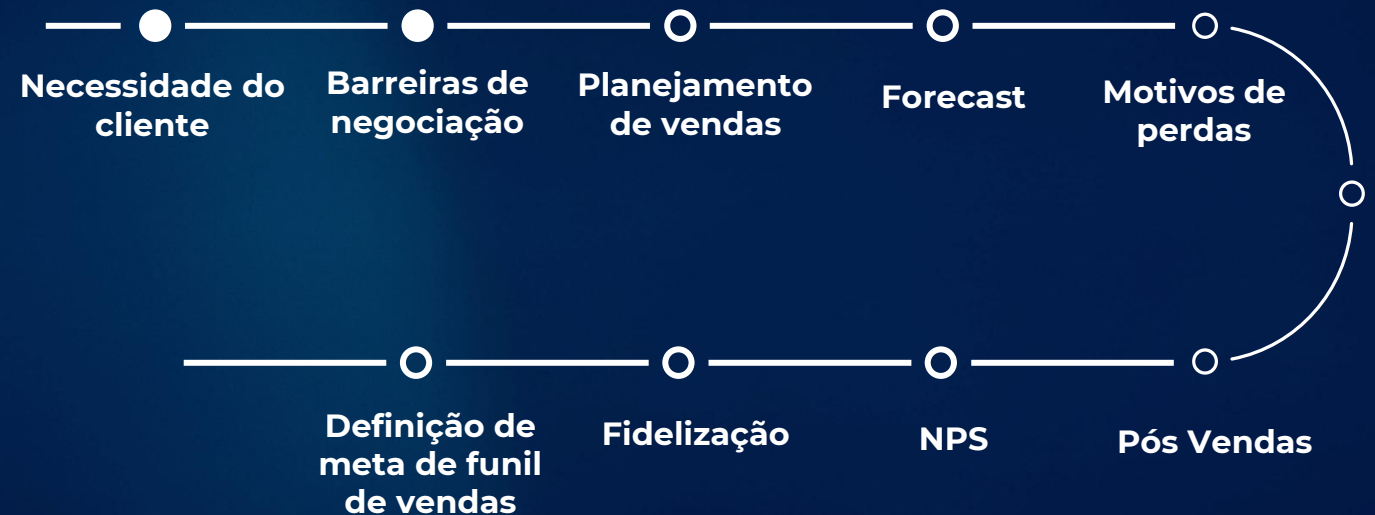 Necessidade do
cliente
Barreiras de
negociação
Planejamento
de vendas
Forecast
Motivos de
perdas
Definição de
meta de funil
de vendas
Fidelização
NPS
Pós Vendas